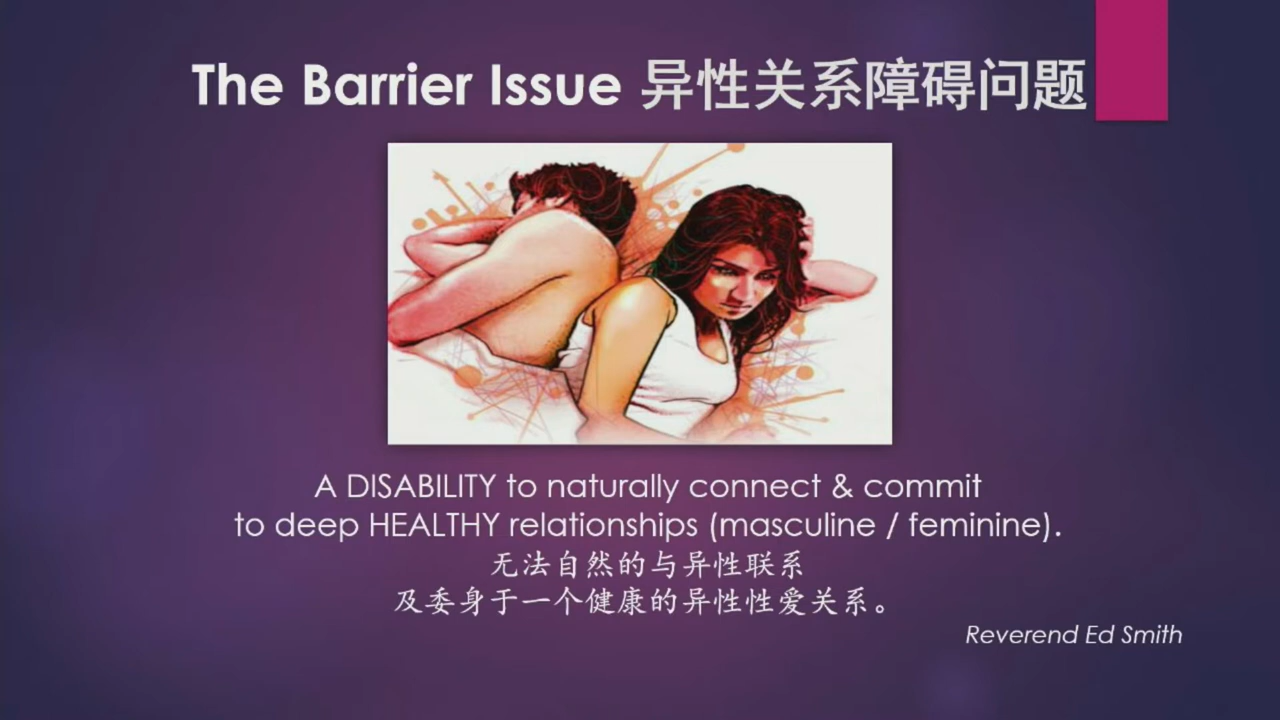 The Barrier Issue 异性关系障碍问题
A DISABILITY to naturally connect & commit
to deep HEALTHY relationships (masculine / feminine).
无法自然的与异性联系
及委身于一个健康的异性性爱关系。
Reverend Ed Smith